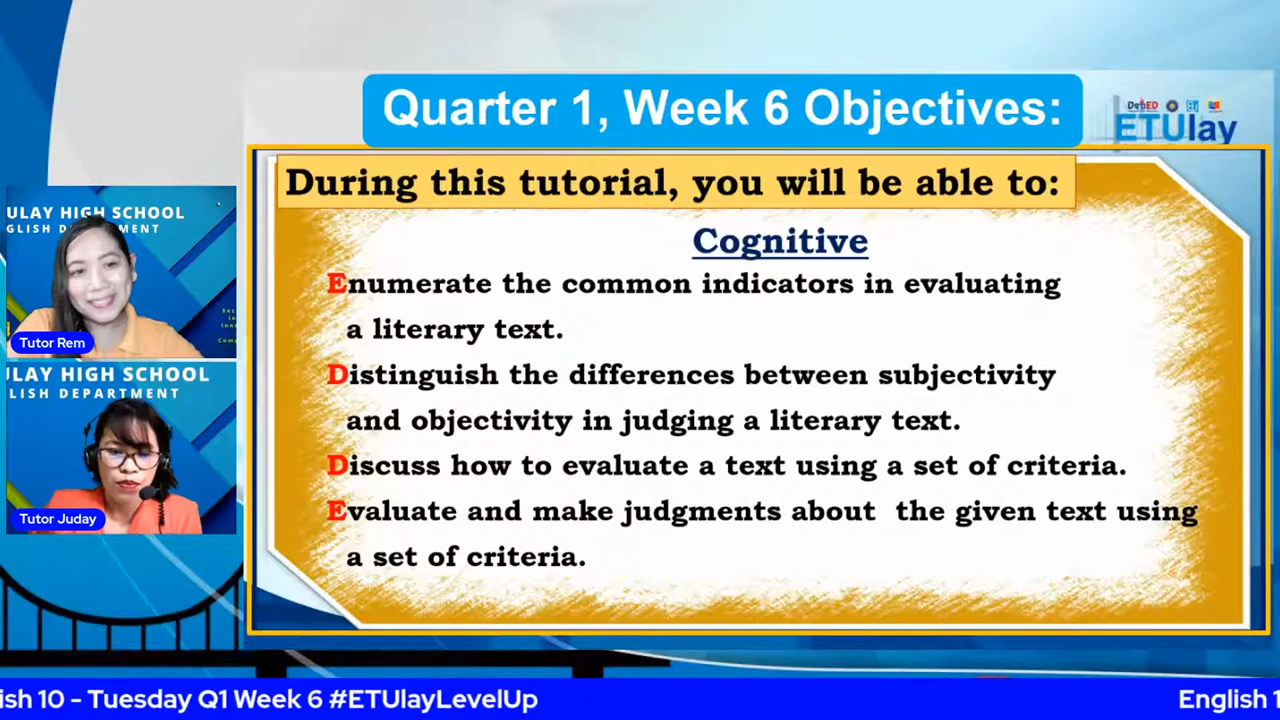 Quarter 1, Week 6 Objectives:
DepED
ETUlay
During this tutorial, you will be able to:
Cognitive
Enumerate the common indicators in evaluating
a literary text.
Distinguish the differences between subjectivity
and objectivity in judging a literary text.
Discuss how to evaluate a text using a set of criteria.
Evaluate and make judgments about the given text using
a set of criteria.
ULAY HIGH SCHOOL
GLISH DEPARTMENT
Tutor Rem
ULAY HIGH SCHOOL
LISH DEPARTMENT
Tutor Juday
ish 10 - Tuesday Q1 Week 6 #ETUlayLevelUp
English 1